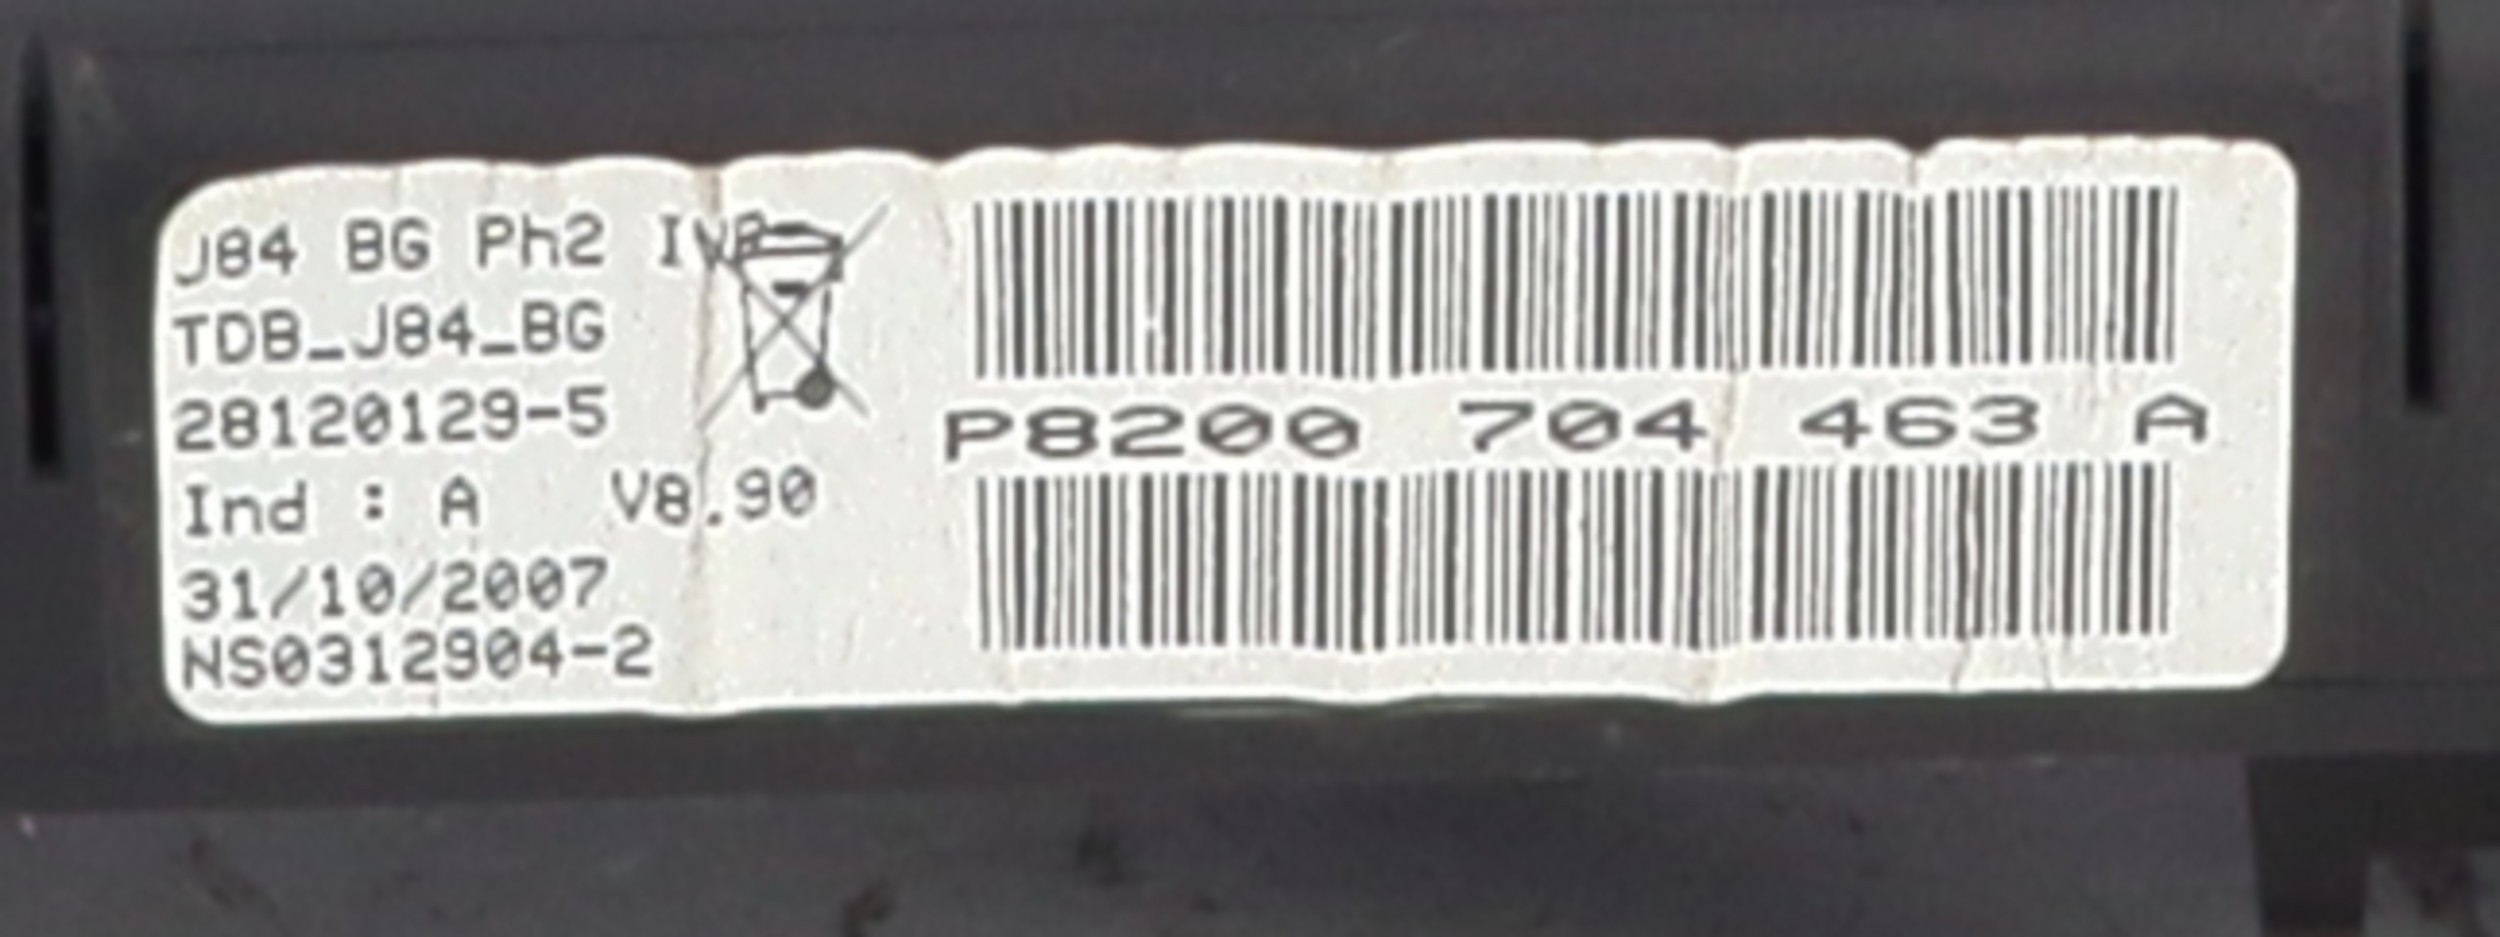 J84 BG Ph2
TDB_J84_BG
28120129-5
Ind : A V8.90
31/10/2007
NS0312904-2
P8200 704 463 A